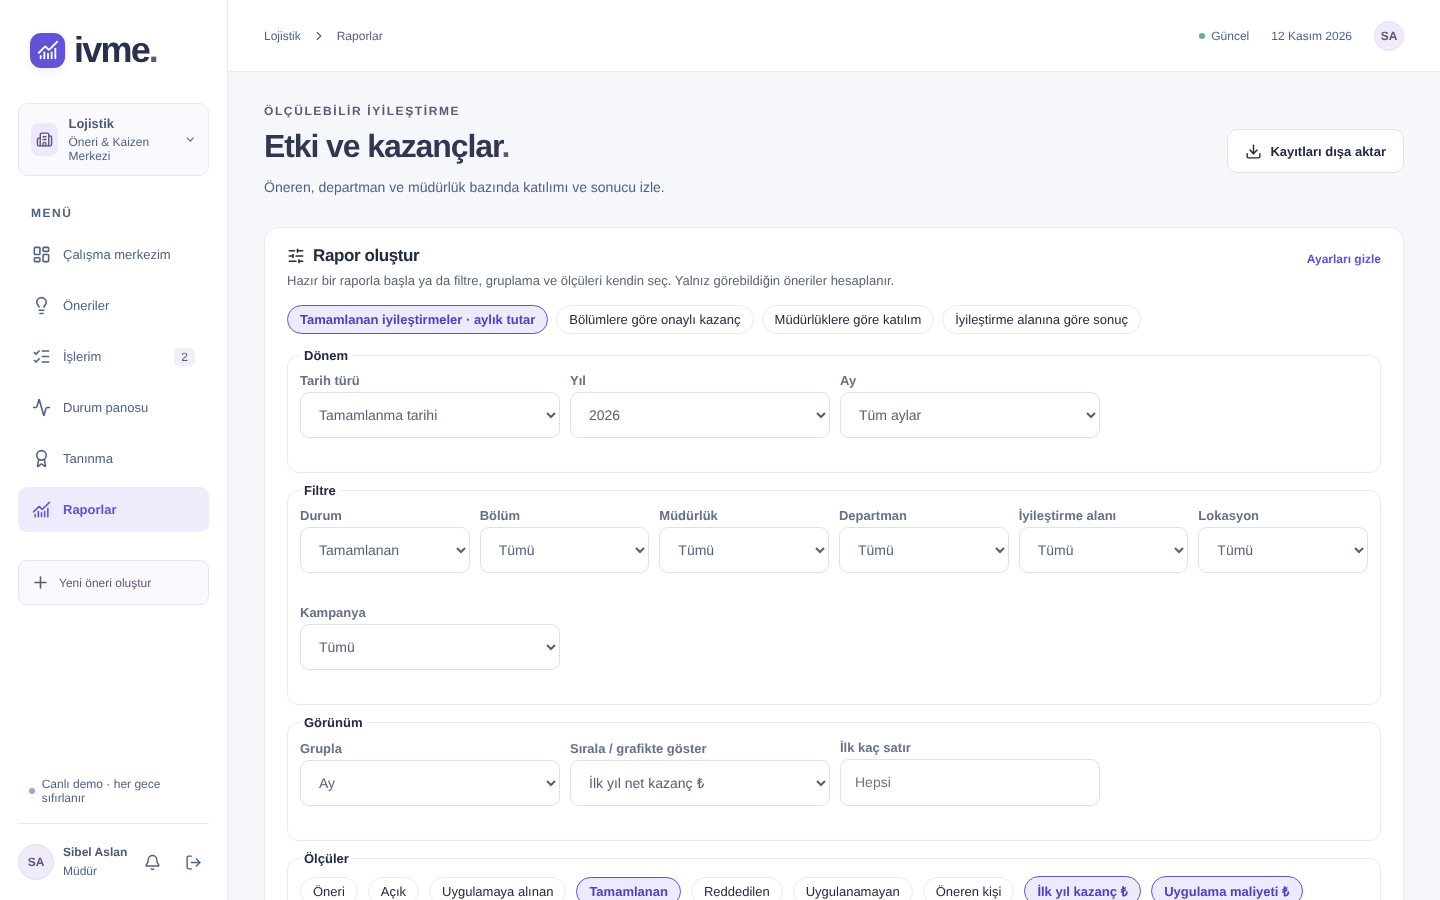 ivme.
Lojistik
Öneri & Kaizen
Merkezi
MENÜ
Çalışma merkezim
Öneriler
İşlerim 2
Durum panosu
Tanınma
Raporlar
Yeni öneri oluştur
Canlı demo · her gece
sıfırlanır
SA Sibel Aslan
Müdür
Lojistik Raporlar
Güncel 12 Kasım 2026 SA
ÖLÇÜLEBİLİR İYİLEŞTİRME
Etki ve kazançlar.
Kayıtları dışa aktar
Öneren, departman ve müdürlük bazında katılımı ve sonucu izle.
Rapor oluştur
Ayarları gizle
Hazır bir raporla başla ya da filtre, gruplama ve ölçüleri kendin seç. Yalnız görebildiğin öneriler hesaplanır.
Tamamlanan iyileştirmeler · aylık tutar Bölümlere göre onaylı kazanç Müdürlüklere göre katılım İyileştirme alanına göre sonuç
Dönem
Tarih türü Yıl Ay
Tamamlanma tarihi 2026 Tüm aylar
Filtre
Durum Bölüm Müdürlük Departman İyileştirme alanı Lokasyon
Tamamlanan Tümü Tümü Tümü Tümü Tümü
Kampanya
Tümü
Görünüm
Grupla Sırala / grafikte göster İlk kaç satır
Ay İlk yıl net kazanç ₺ Hepsi
Ölçüler
Öneri Açık Uygulamaya alınan Tamamlanan Reddedilen Uygulanamayan Öneren kişi İlk yıl kazanç ₺ Uygulama maliyeti ₺